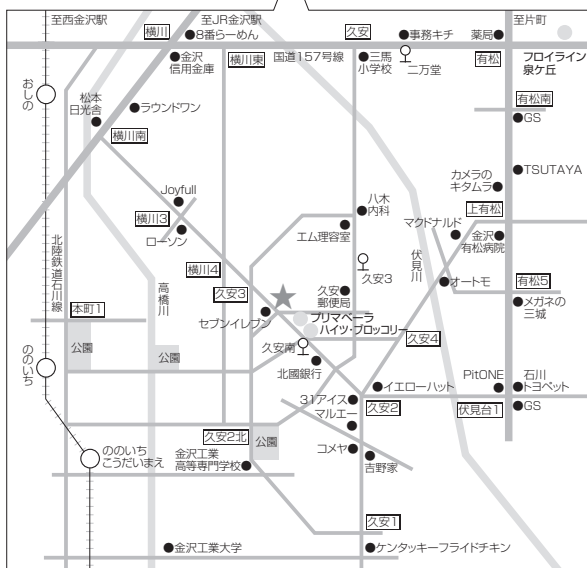 至西金沢駅
至JR金沢駅
至片町
横川
8番らーめん
久安
事務キチ
薬局
金沢
信用金庫
横川東
国道157号線
三馬
小学校
二万堂
有松
フロイライン
泉ケ丘
おしの
松本
日光舎
ラウンドワン
横川南
有松南
GS
TSUTAYA
カメラの
キタムラ
Joyfull
横川3
ローソン
八木
内科
エム理容室
マクドナルド
上有松
金沢
有松病院
北陸鉄道石川線
高橋川
横川4
久安3
久安3
伏見川
オートモ
有松5
久安
郵便局
メガネの
三城
本町1
セブンイレブン
プリマベーラ
ハイツ・ブロッコリー
公園
公園
久安南
久安4
ののいち
北國銀行
イエローハット
PitONE
石川
トヨペット
31アイス
久安2
伏見台1
GS
マルエー
久安2北
公園
コメヤ
吉野家
ののいち
こうだいまえ
金沢工業
高等専門学校
久安1
金沢工業大学
ケンタッキーフライドチキン